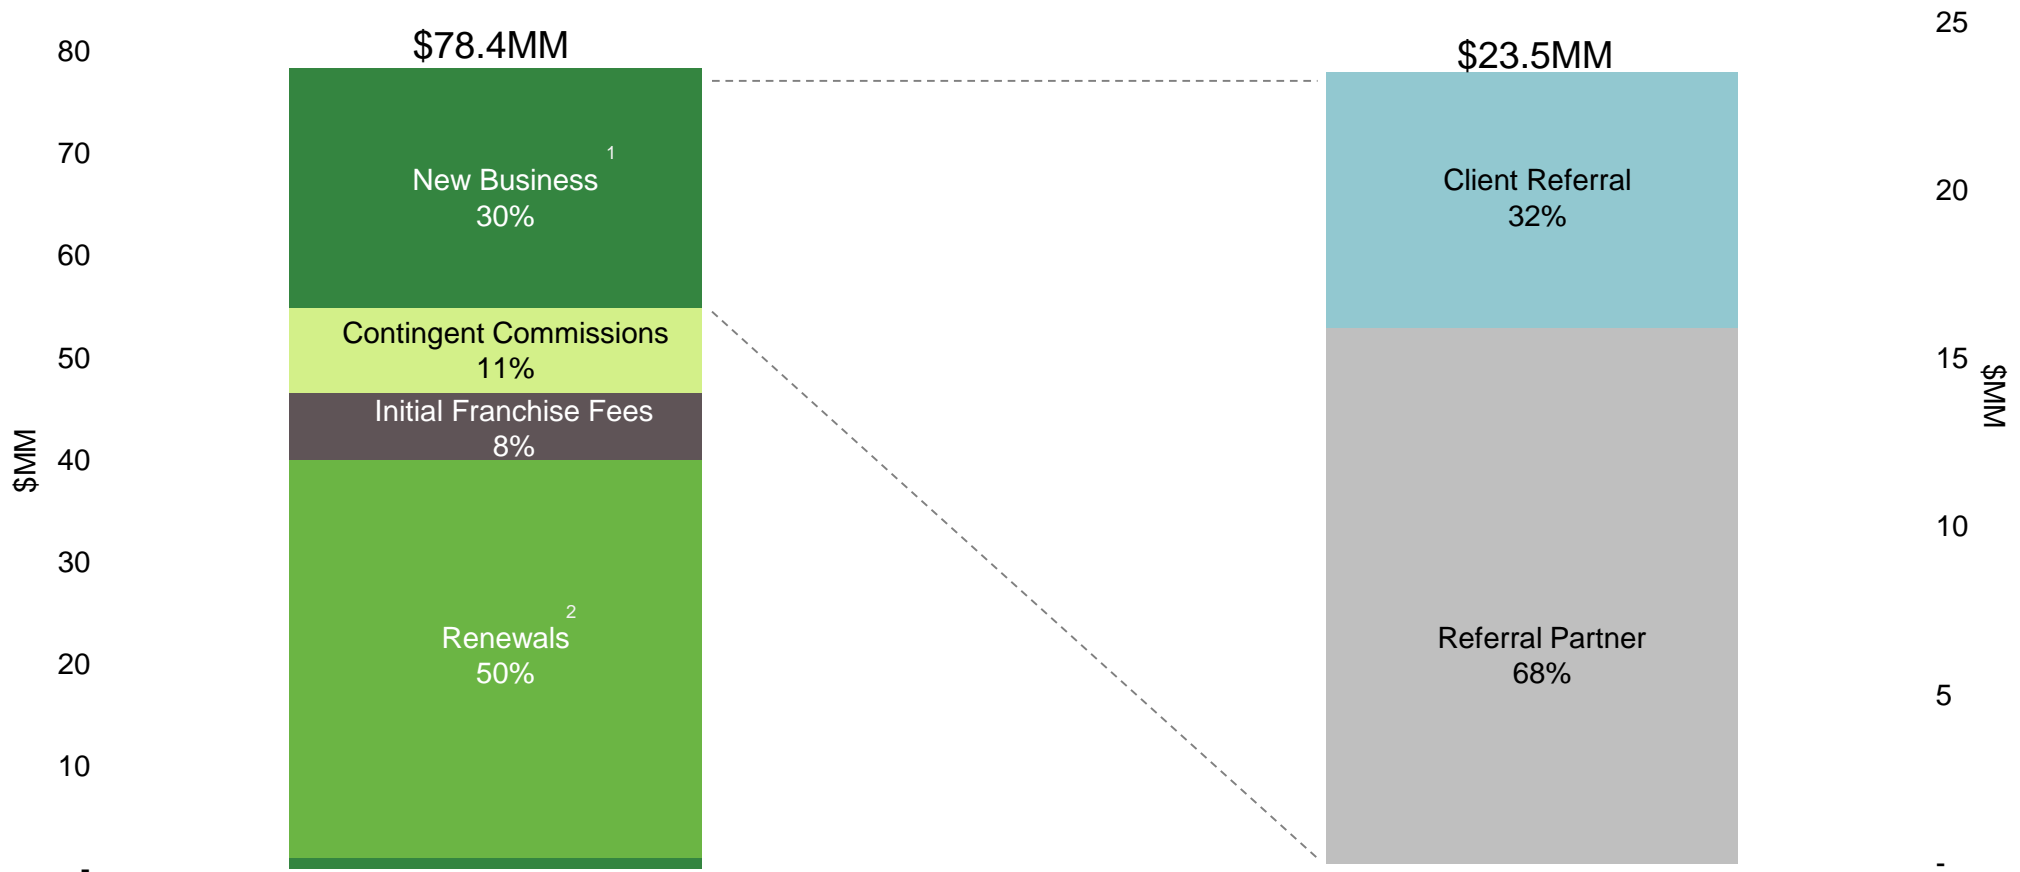 $MM
80
70
60
50
40
30
20
10
-
$78.4MM
New Business 1
30%
Contingent Commissions
11%
Initial Franchise Fees
8%
Renewals 2
50%
$23.5MM
Client Referral
32%
Referral Partner
68%
25
20
15
10
5
-
$MM